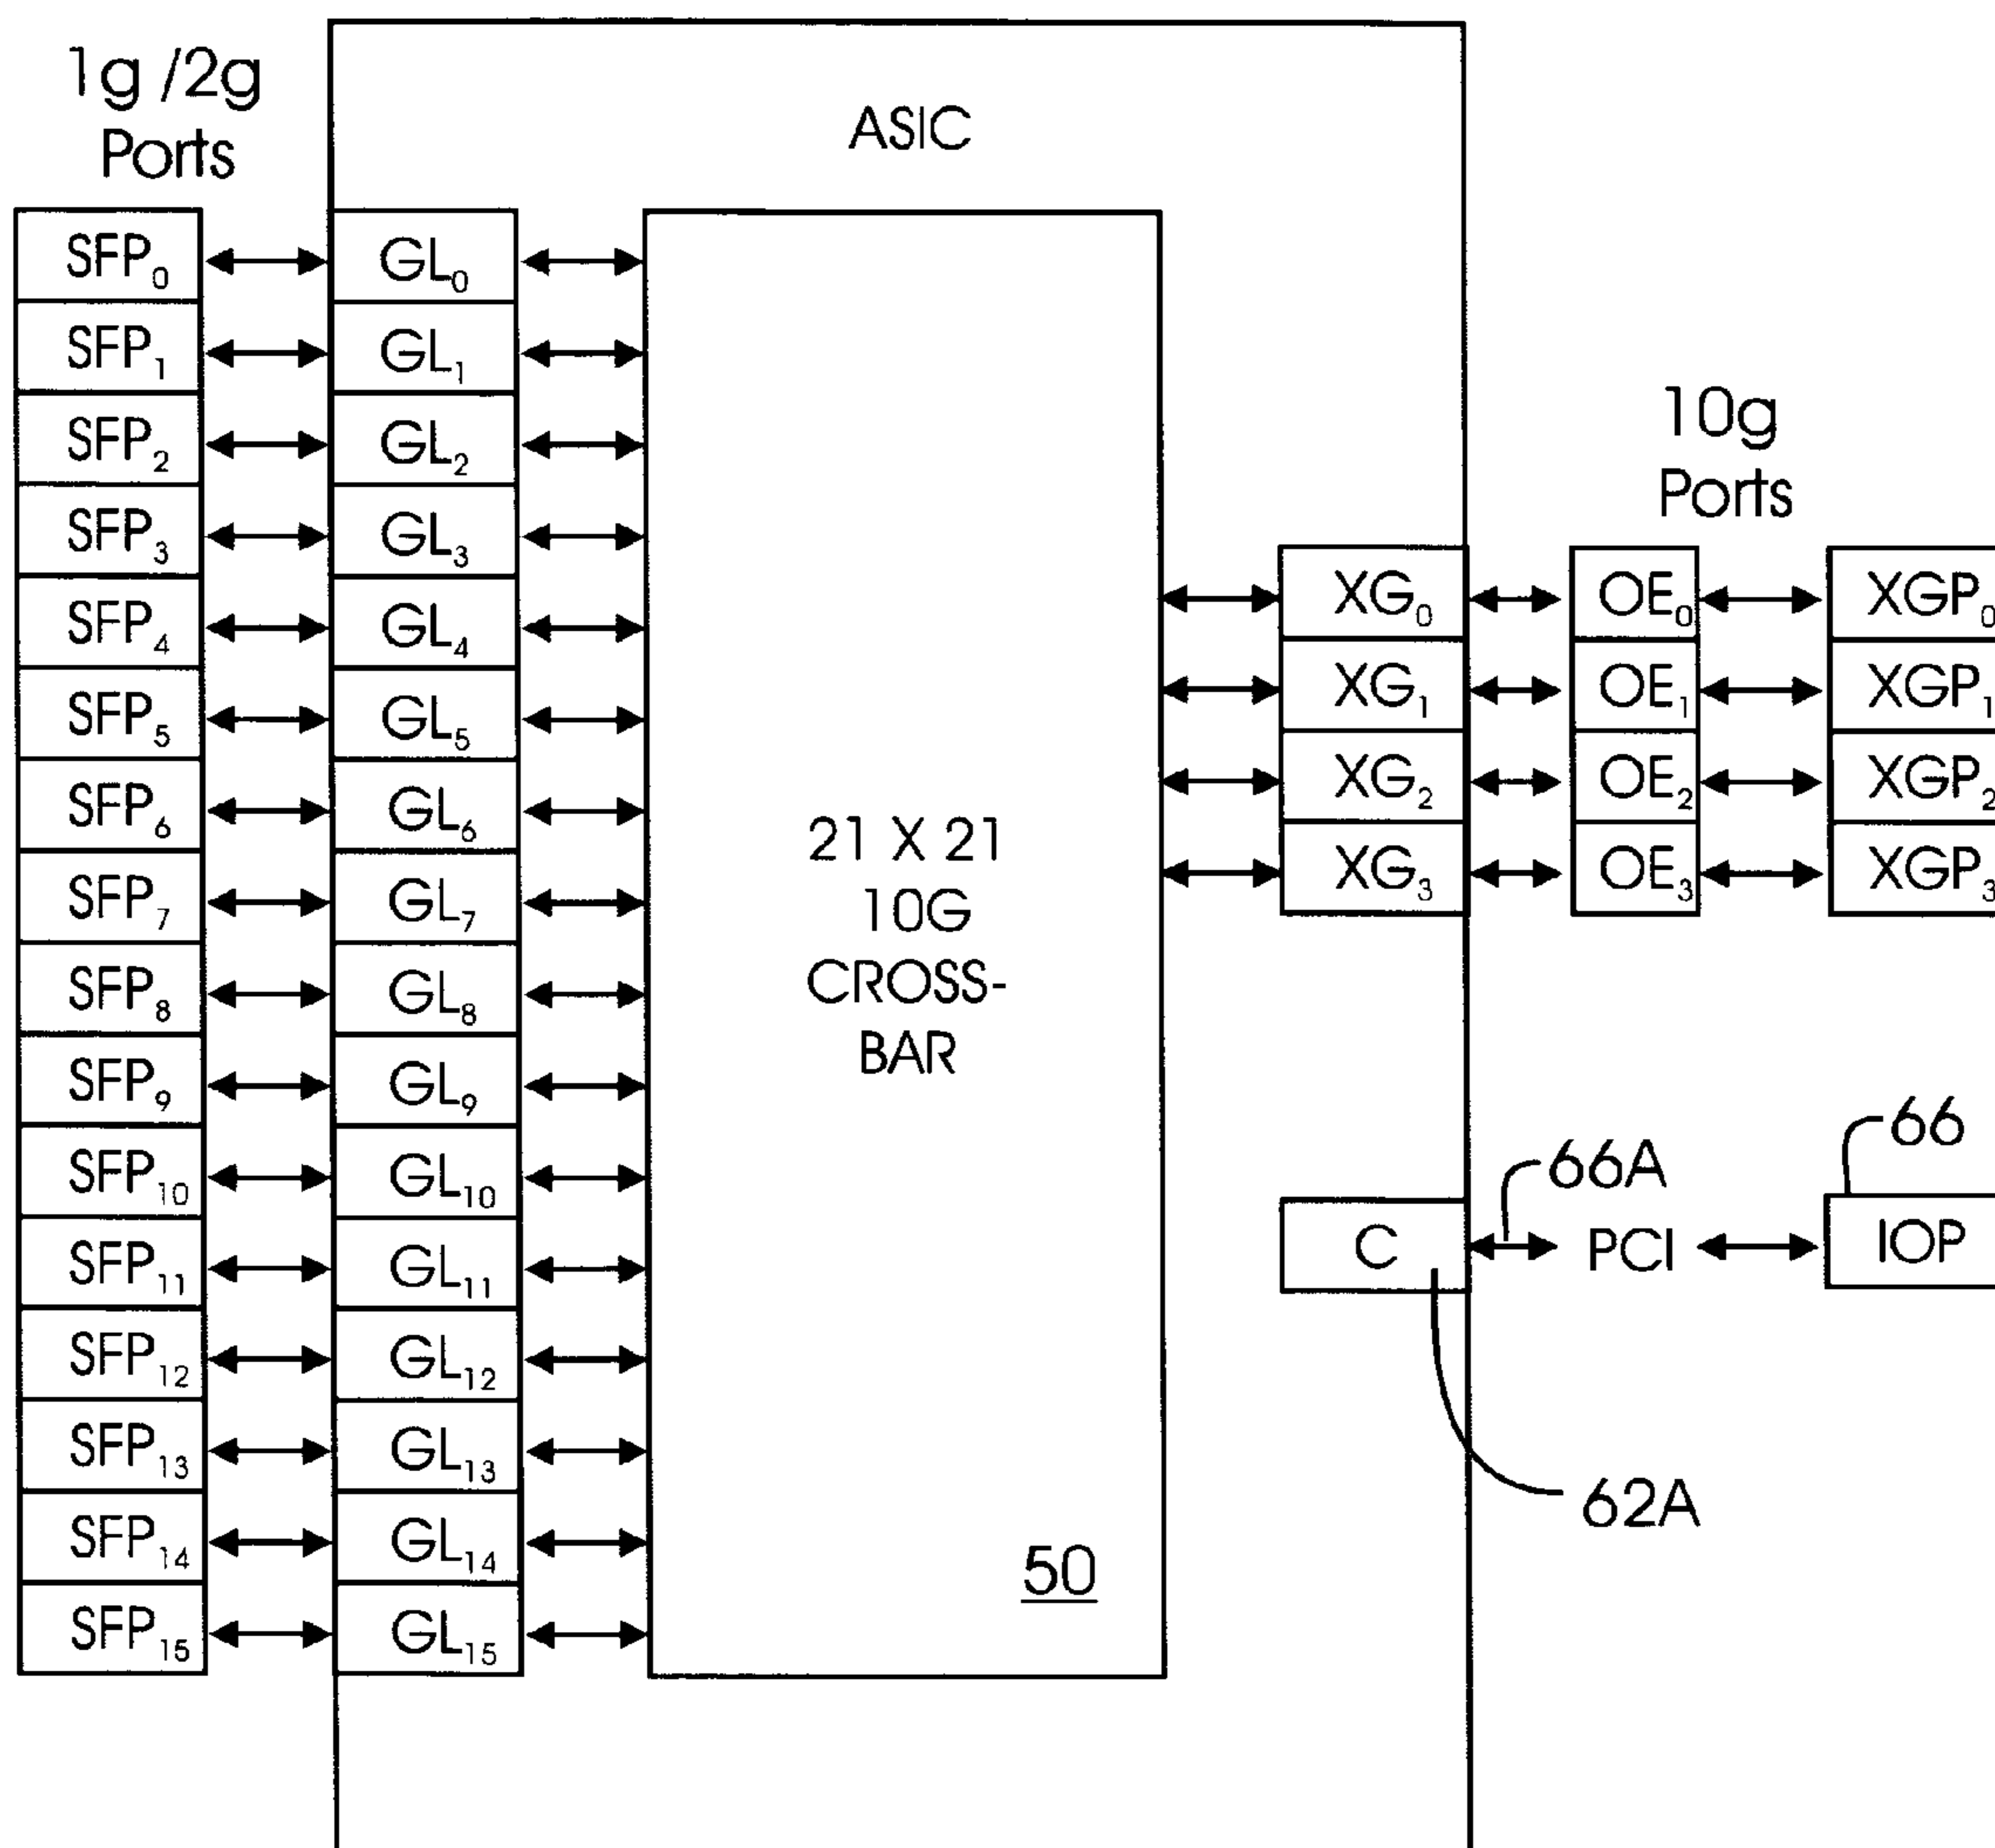 1g /2g
Ports
ASIC
10g
Ports
SFP₀
SFP₁
SFP₂
SFP₃
SFP₄
SFP₅
SFP₆
SFP₇
SFP₈
SFP₉
SFP₁₀
SFP₁₁
SFP₁₂
SFP₁₃
SFP₁₄
SFP₁₅
GL₀
GL₁
GL₂
GL₃
GL₄
GL₅
GL₆
GL₇
GL₈
GL₉
GL₁₀
GL₁₁
GL₁₂
GL₁₃
GL₁₄
GL₁₅
21 X 21
10G
CROSS-
BAR
50
XG₀
XG₁
XG₂
XG₃
OE₀
OE₁
OE₂
OE₃
XGP₀
XGP₁
XGP₂
XGP₃
66A
66
C
PCI
IOP
62A